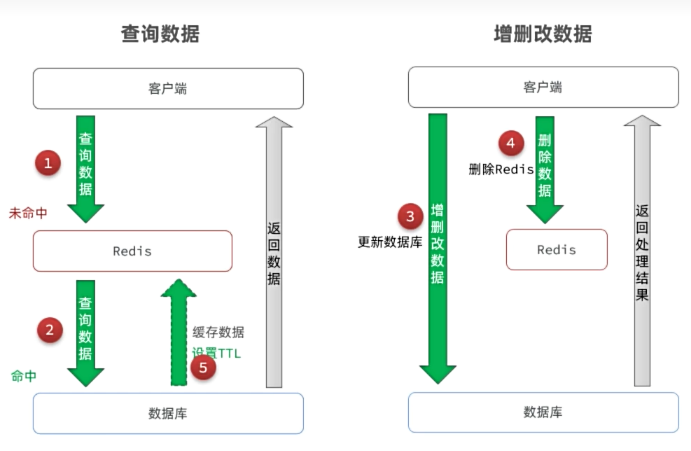 查询数据
客户端
1
查询数据
未命中
Redis
2
查询数据
命中
缓存数据
设置TTL
5
返回数据
数据库
增删改数据
客户端
4
删除数据
删除Redis
3
增删改数据
更新数据库
Redis
返回处理结果
数据库